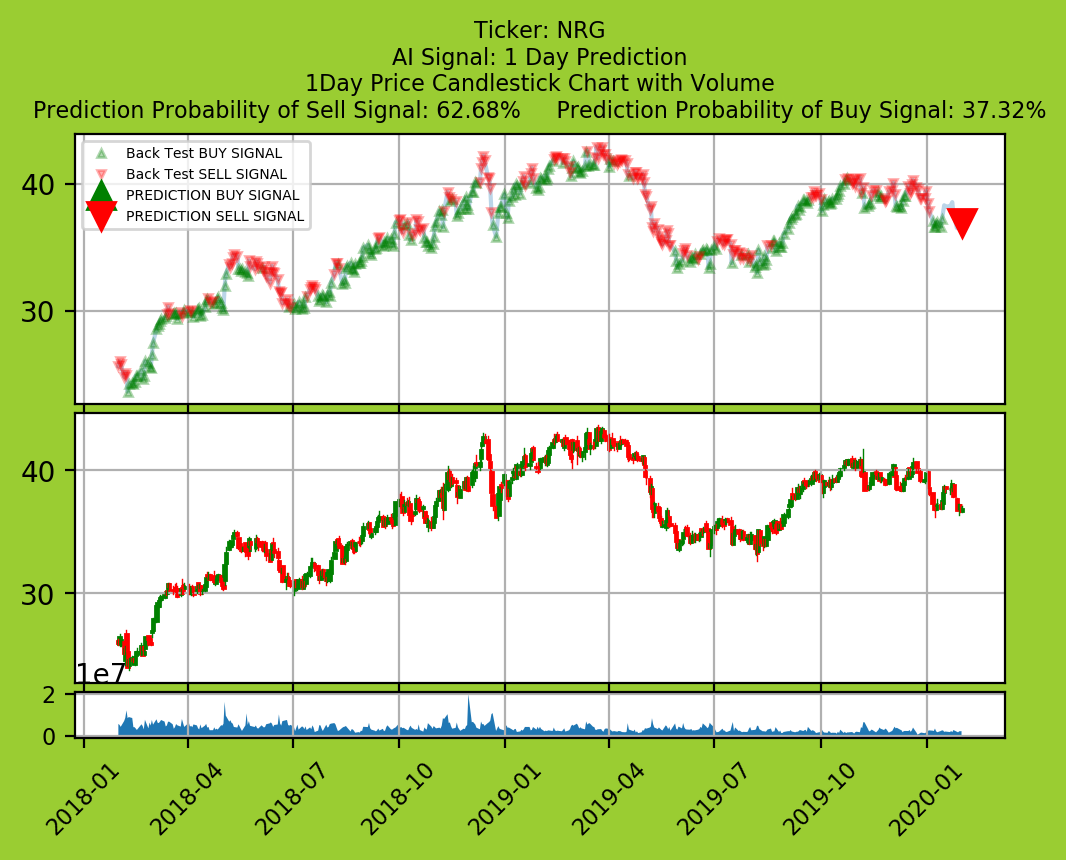 Ticker: NRG
AI Signal: 1 Day Prediction
1Day Price Candlestick Chart with Volume
Prediction Probability of Sell Signal: 62.68%     Prediction Probability of Buy Signal: 37.32%
Back Test BUY SIGNAL
Back Test SELL SIGNAL
PREDICTION BUY SIGNAL
PREDICTION SELL SIGNAL
40
30
40
30
1e7
2
0
2018-01
2018-04
2018-07
2018-10
2019-01
2019-04
2019-07
2019-10
2020-01